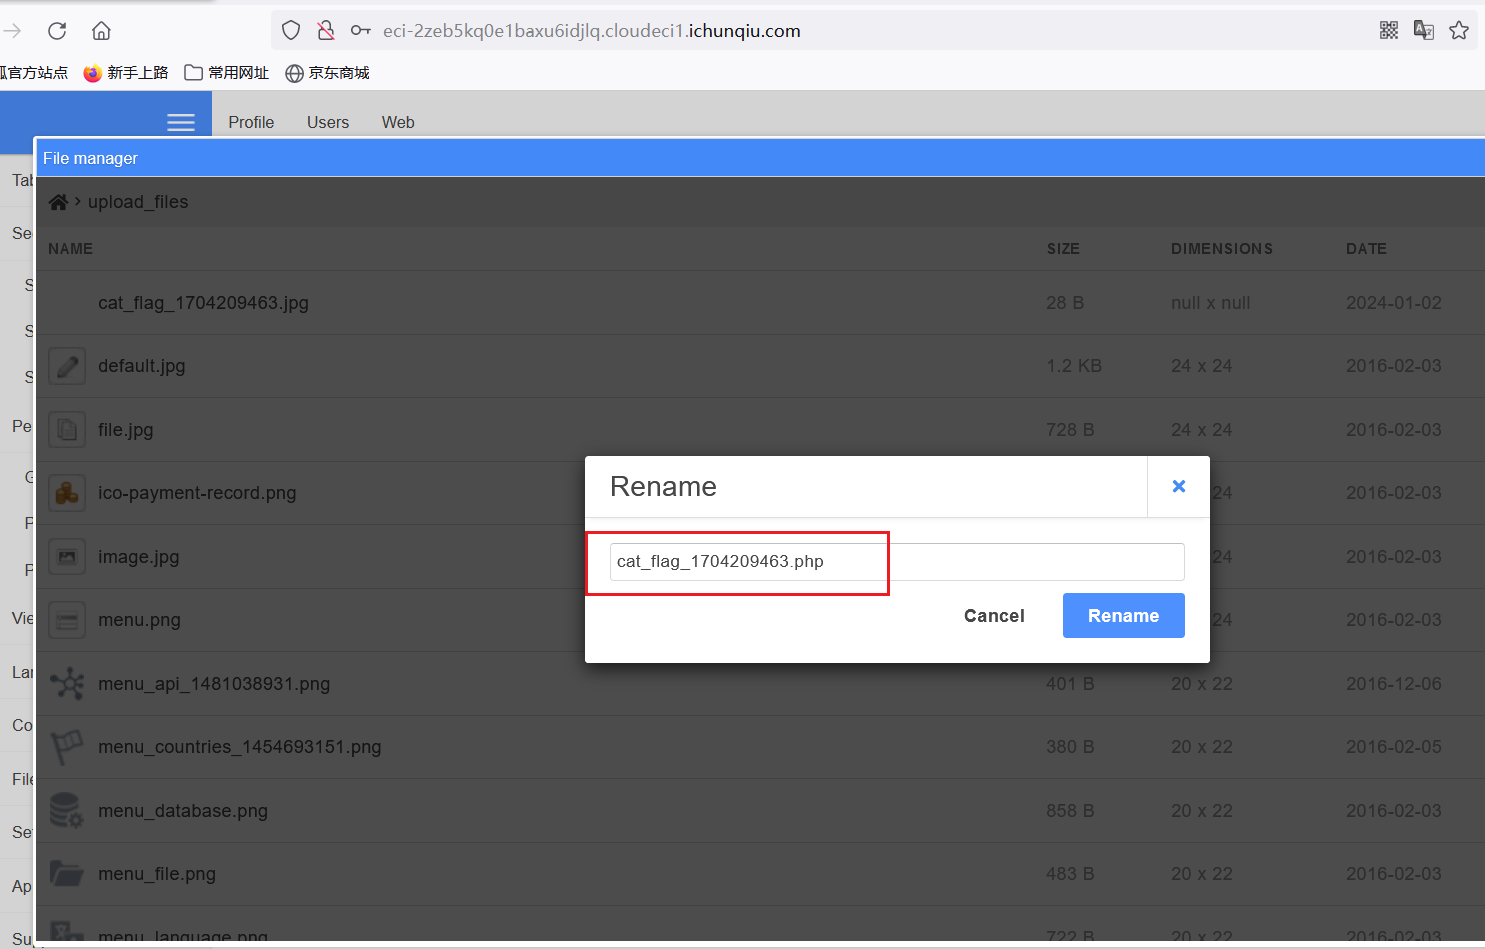 eci-2zeb5kq0e1baxu6idjlq.cloudeci1.ichunqiu.com
狐官方站点 新手上路 常用网址 京东商城
Profile Users Web
File manager
Tab
upload_files
Se
NAME SIZE DIMENSIONS DATE
S
cat_flag_1704209463.jpg 28 B null x null 2024-01-02
S
default.jpg 1.2 KB 24 x 24 2016-02-03
S
Pe
file.jpg 728 B 24 x 24 2016-02-03
G
Rename
ico-payment-record.png 24 2016-02-03
P
image.jpg 24 2016-02-03
cat_flag_1704209463.php
P
Cancel Rename
Vie
menu.png 24 2016-02-03
Lan
menu_api_1481038931.png 401 B 20 x 22 2016-12-06
Co
menu_countries_1454693151.png 380 B 20 x 22 2016-02-05
File
menu_database.png 858 B 20 x 22 2016-02-03
Set
menu_file.png 483 B 20 x 22 2016-02-03
Ap
menu_language.png 722 B 20 x 22 2016-02-03
Sup